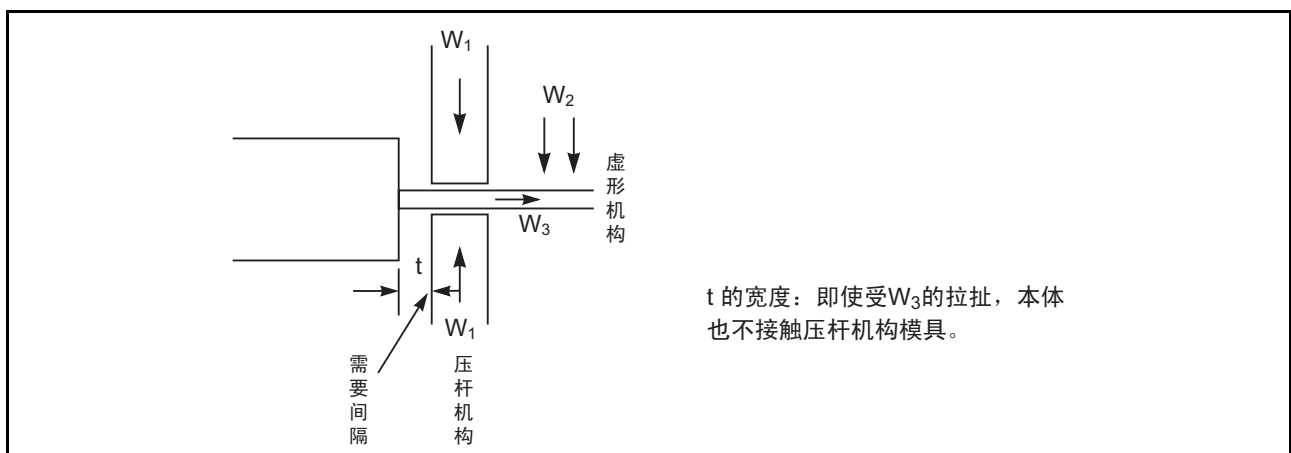 W₁
W₂
虚形机构
W₃
t
W₁
需要间隔
压杆机构
t 的宽度：即使受W₃的拉扯，本体
也不接触压杆机构模具。